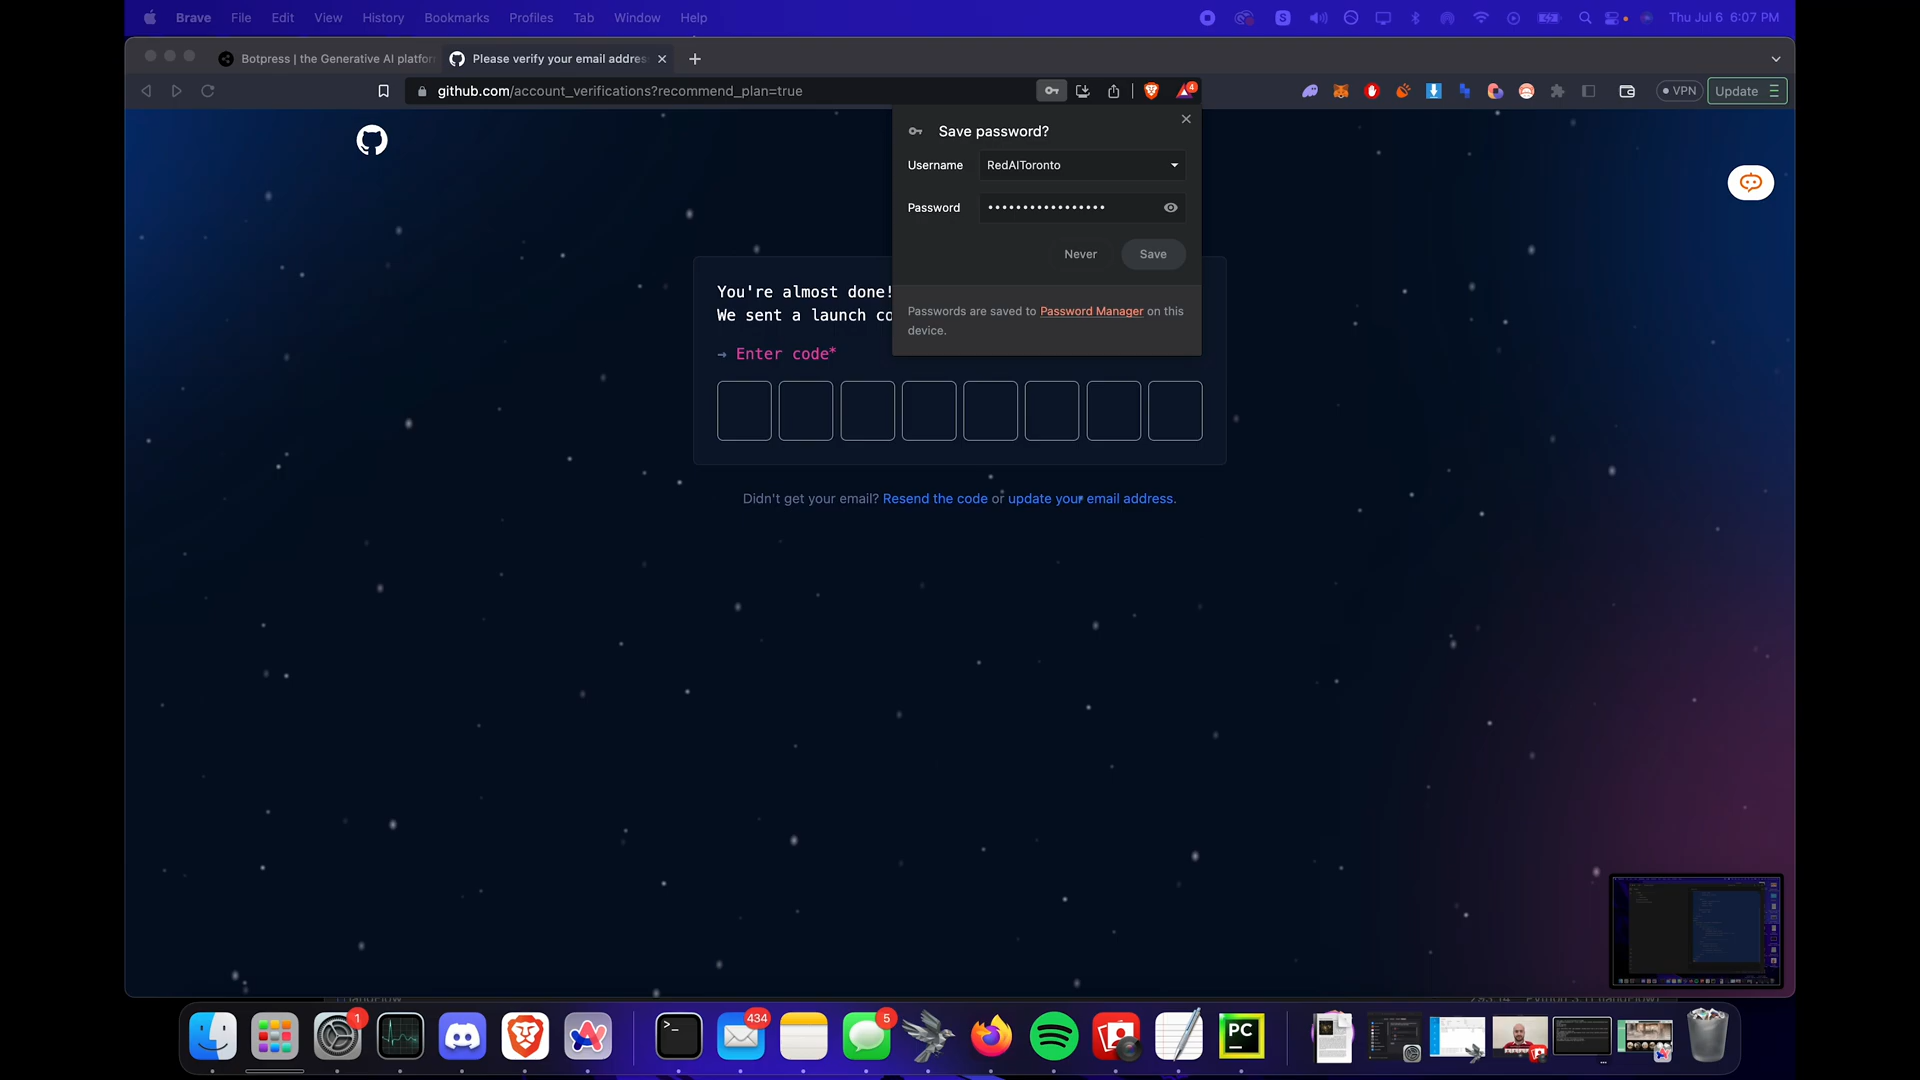 Brave File Edit View History Bookmarks Profiles Tab Window Help
Thu Jul 6 6:07 PM
Botpress | the Generative AI platfor
Please verify your email addres
github.com/account_verifications?recommend_plan=true
4
VPN
Update
Save password?
Username RedAIToronto
Password
Never Save
Passwords are saved to Password Manager on this
device.
You're almost done!
We sent a launch co
→ Enter code*
Didn't get your email? Resend the code or update your email address.
1
434
5
PC